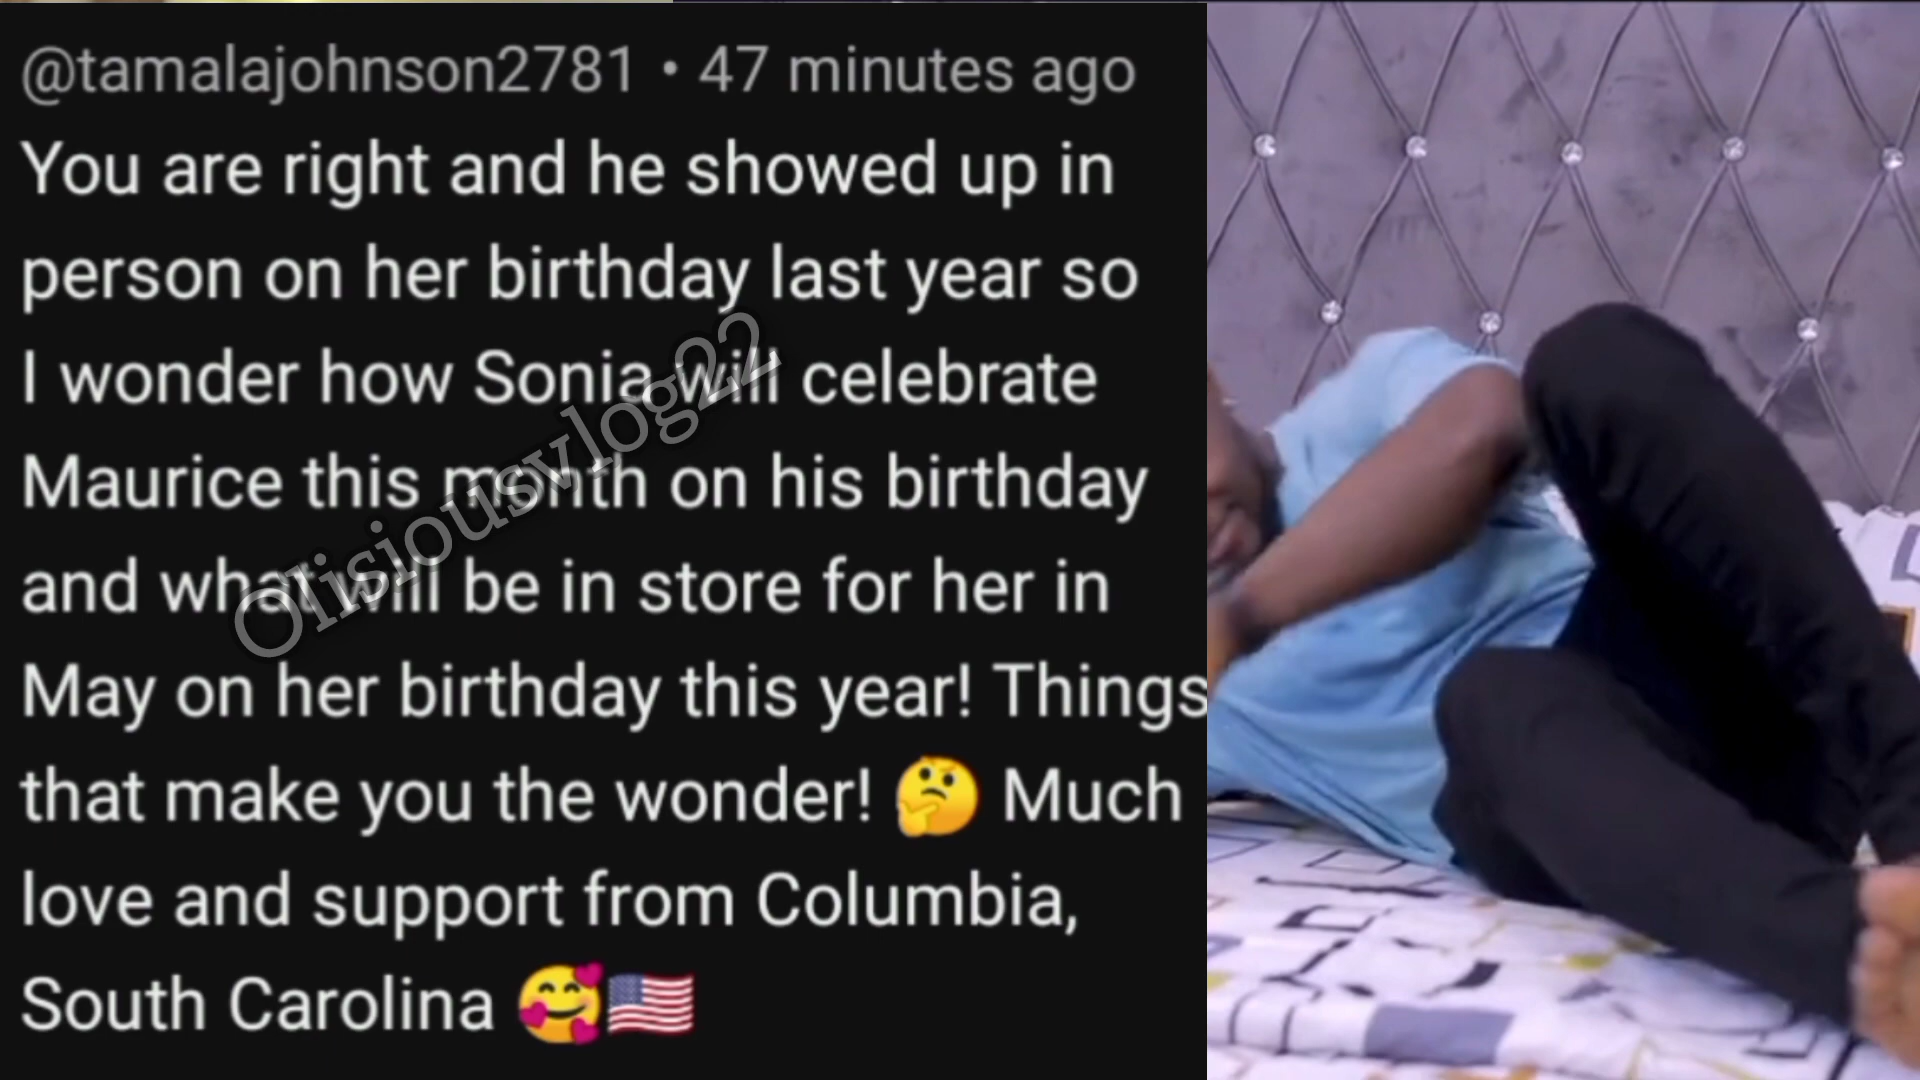 @tamalajohnson2781 • 47 minutes ago
You are right and he showed up in
person on her birthday last year so
I wonder how Sonia will celebrate
Maurice this month on his birthday
and what will be in store for her in
May on her birthday this year! Things
that make you the wonder! 🤔 Much
love and support from Columbia,
South Carolina 🥰🇺🇸
Olisiousvlog22